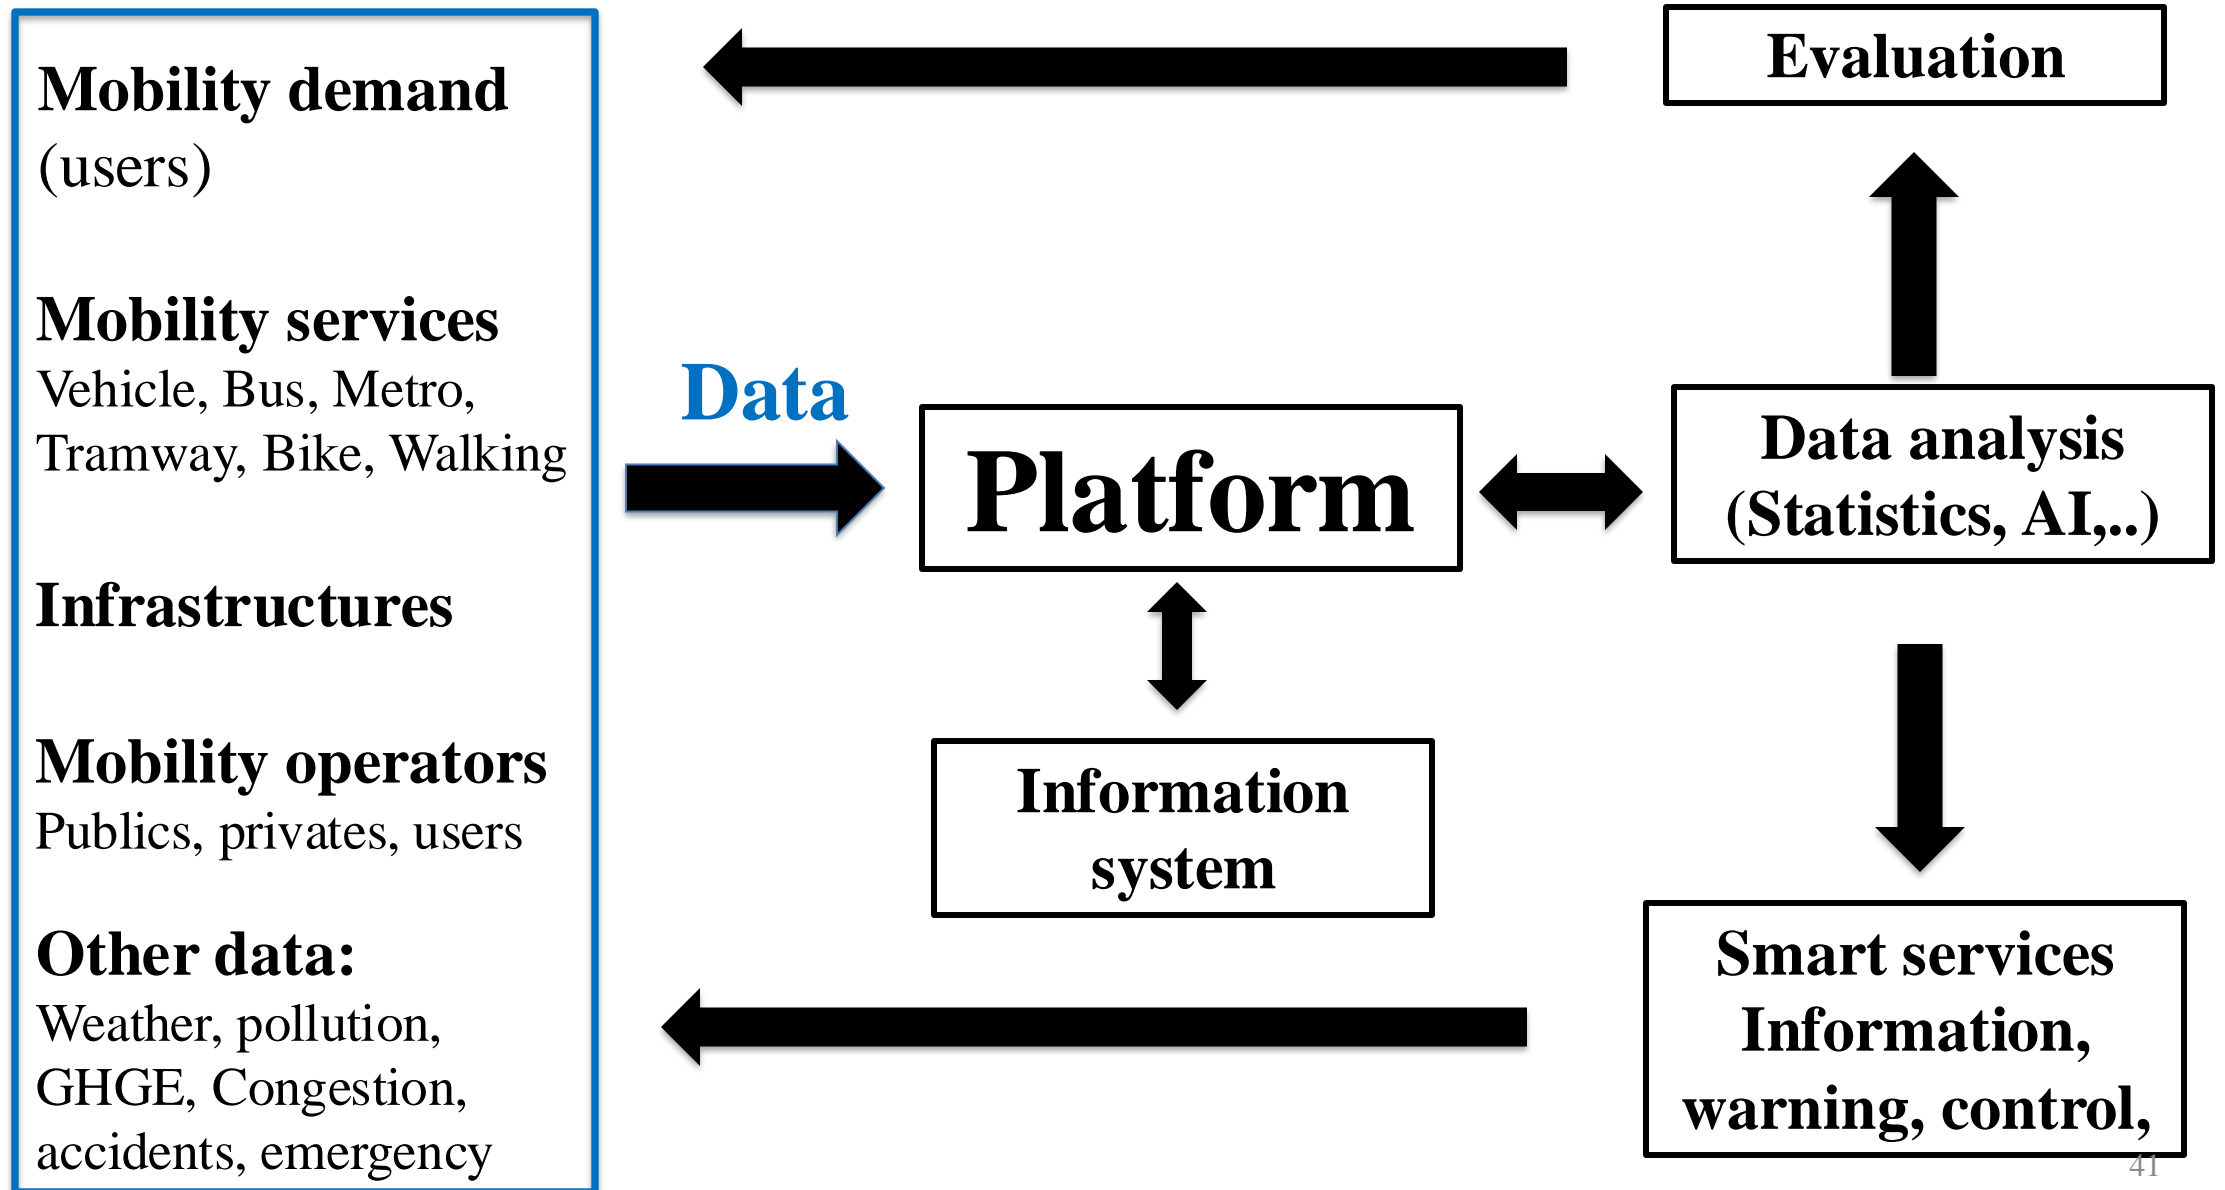 Mobility demand
(users)
Mobility services
Vehicle, Bus, Metro,
Tramway, Bike, Walking
Infrastructures
Mobility operators
Publics, privates, users
Other data:
Weather, pollution,
GHGE, Congestion,
accidents, emergency
Data
Platform
Information
system
Evaluation
Data analysis
(Statistics, AI,..)
Smart services
Information,
warning, control,
41